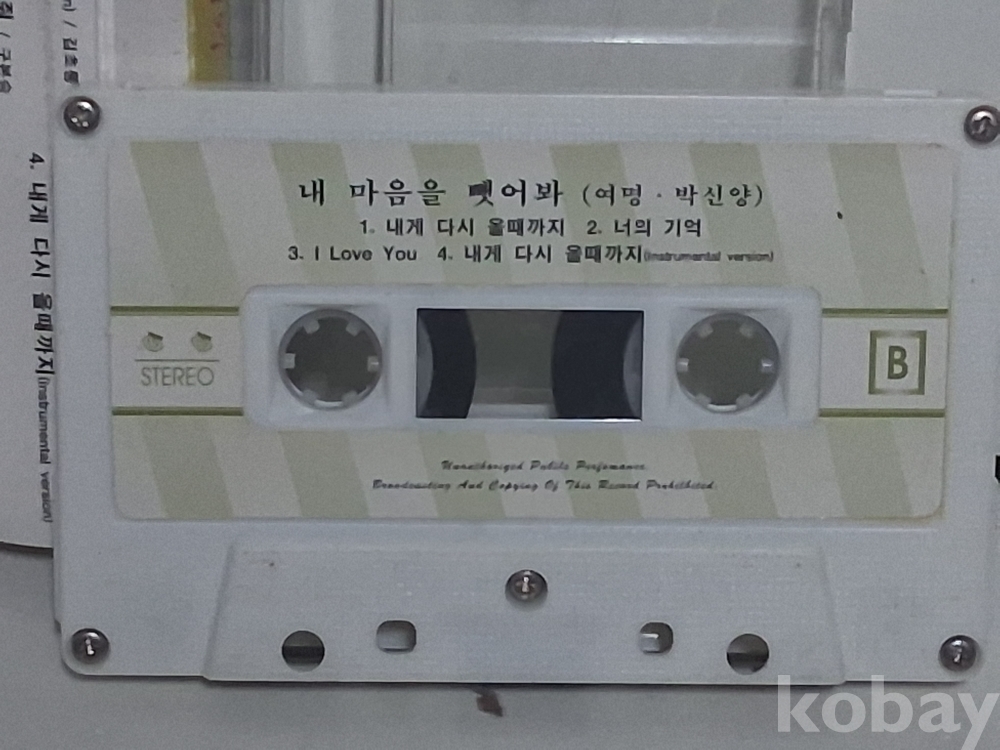 내 마음을 뺏어봐 (여명 · 박신양)
1. 내게 다시 올때까지 2. 너의 기억
3. I Love You 4. 내게 다시 올때까지(instrumental version)
STEREO
B
Unauthorized Public Perfomance
Broadcasting And Copying Of This Record Prohibited.
4. 내게 다시 올때까지(instrumental version)
kobay